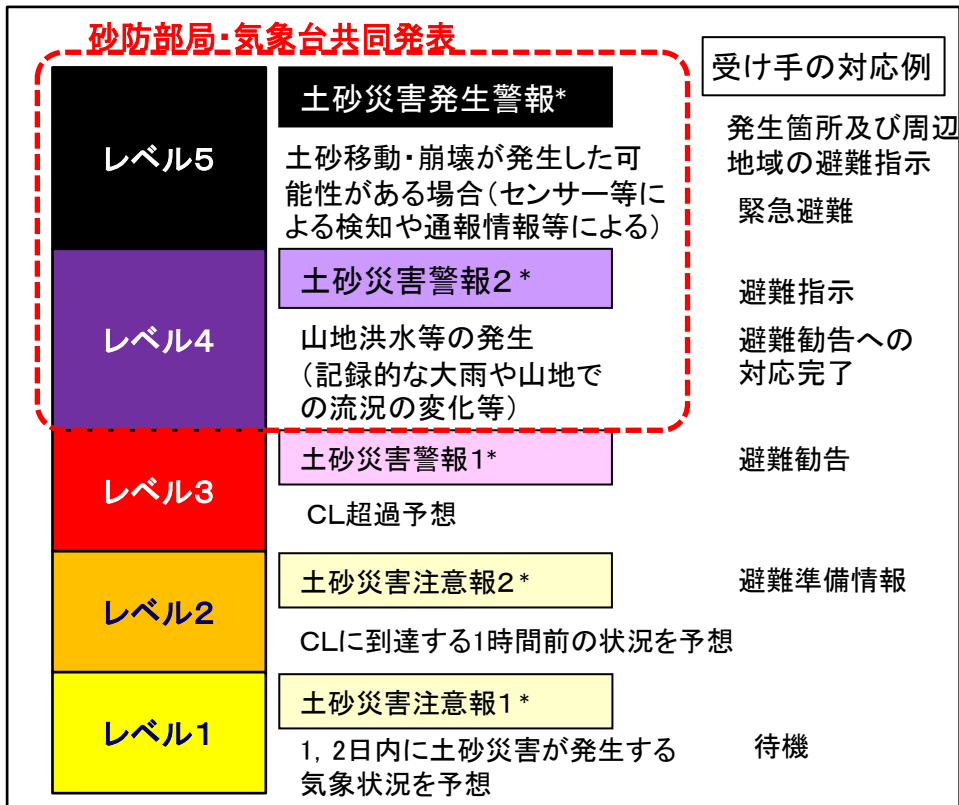 砂防部局・気象台共同発表
受け手の対応例
レベル5
土砂災害発生警報*
土砂移動・崩壊が発生した可
能性がある場合(センサー等に
よる検知や通報情報等による)
発生箇所及び周辺
地域の避難指示
緊急避難
レベル4
土砂災害警報2*
山地洪水等の発生
(記録的な大雨や山地で
の流況の変化等)
避難指示
避難勧告への
対応完了
レベル3
土砂災害警報1*
CL超過予想
避難勧告
レベル2
土砂災害注意報2*
CLに到達する1時間前の状況を予想
避難準備情報
レベル1
土砂災害注意報1*
1,2日内に土砂災害が発生する
気象状況を予想
待機